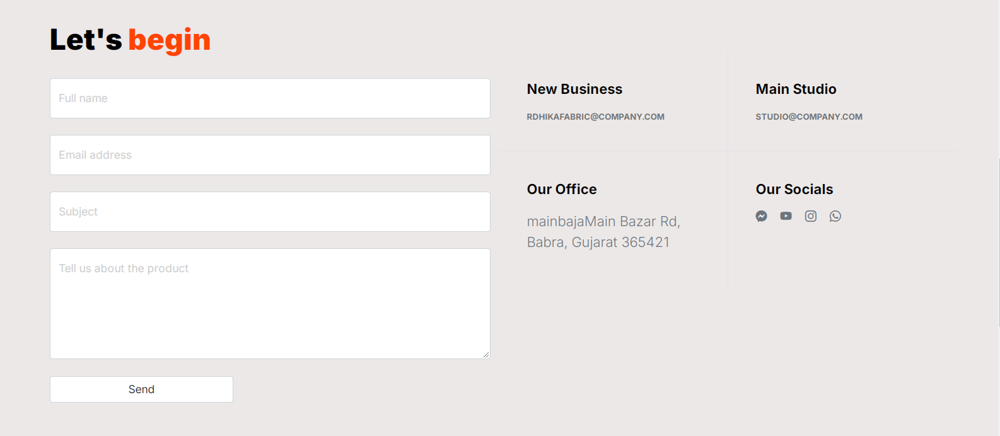 Let's begin
Full name
Email address
Subject
Tell us about the product
Send
New Business
RDHIKAFABRIC@COMPANY.COM
Main Studio
STUDIO@COMPANY.COM
Our Office
mainbajaMain Bazar Rd,
Babra, Gujarat 365421
Our Socials